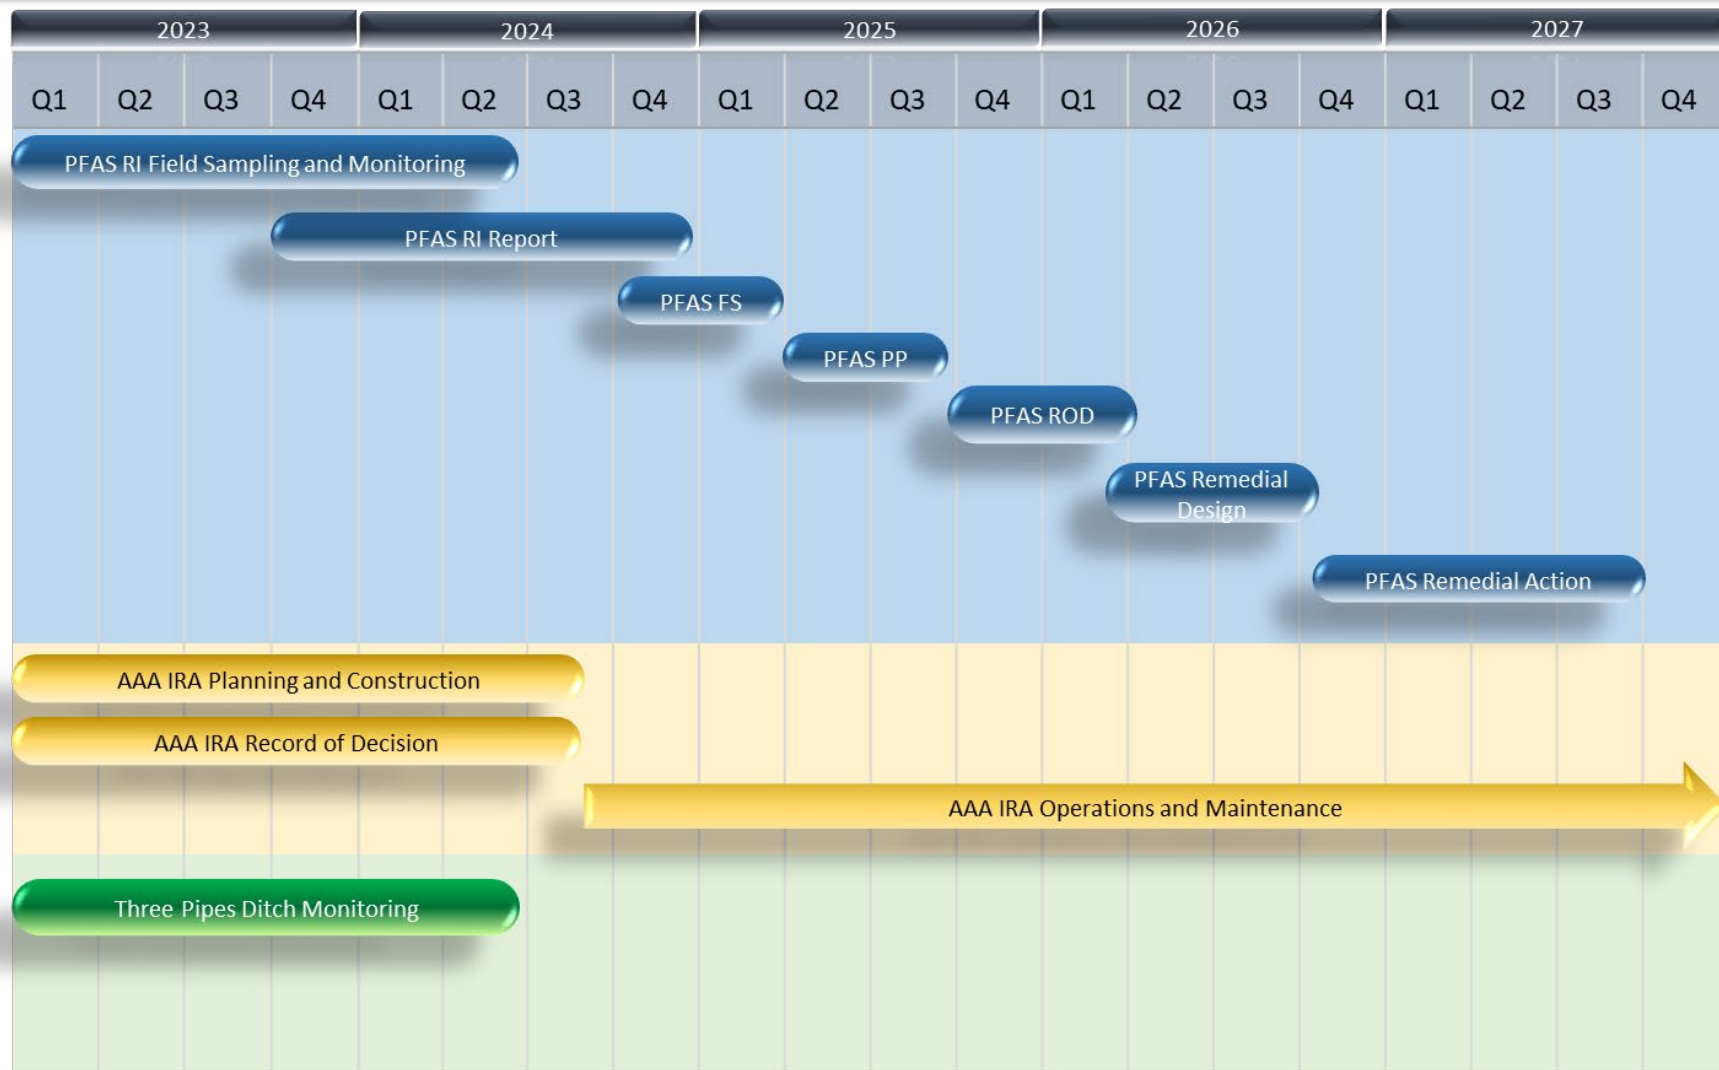 2023 2024 2025 2026 2027
Q1 Q2 Q3 Q4 Q1 Q2 Q3 Q4 Q1 Q2 Q3 Q4 Q1 Q2 Q3 Q4 Q1 Q2 Q3 Q4
PFAS RI Field Sampling and Monitoring
PFAS RI Report
PFAS FS
PFAS PP
PFAS ROD
PFAS Remedial
Design
PFAS Remedial Action
AAA IRA Planning and Construction
AAA IRA Record of Decision
AAA IRA Operations and Maintenance
Three Pipes Ditch Monitoring